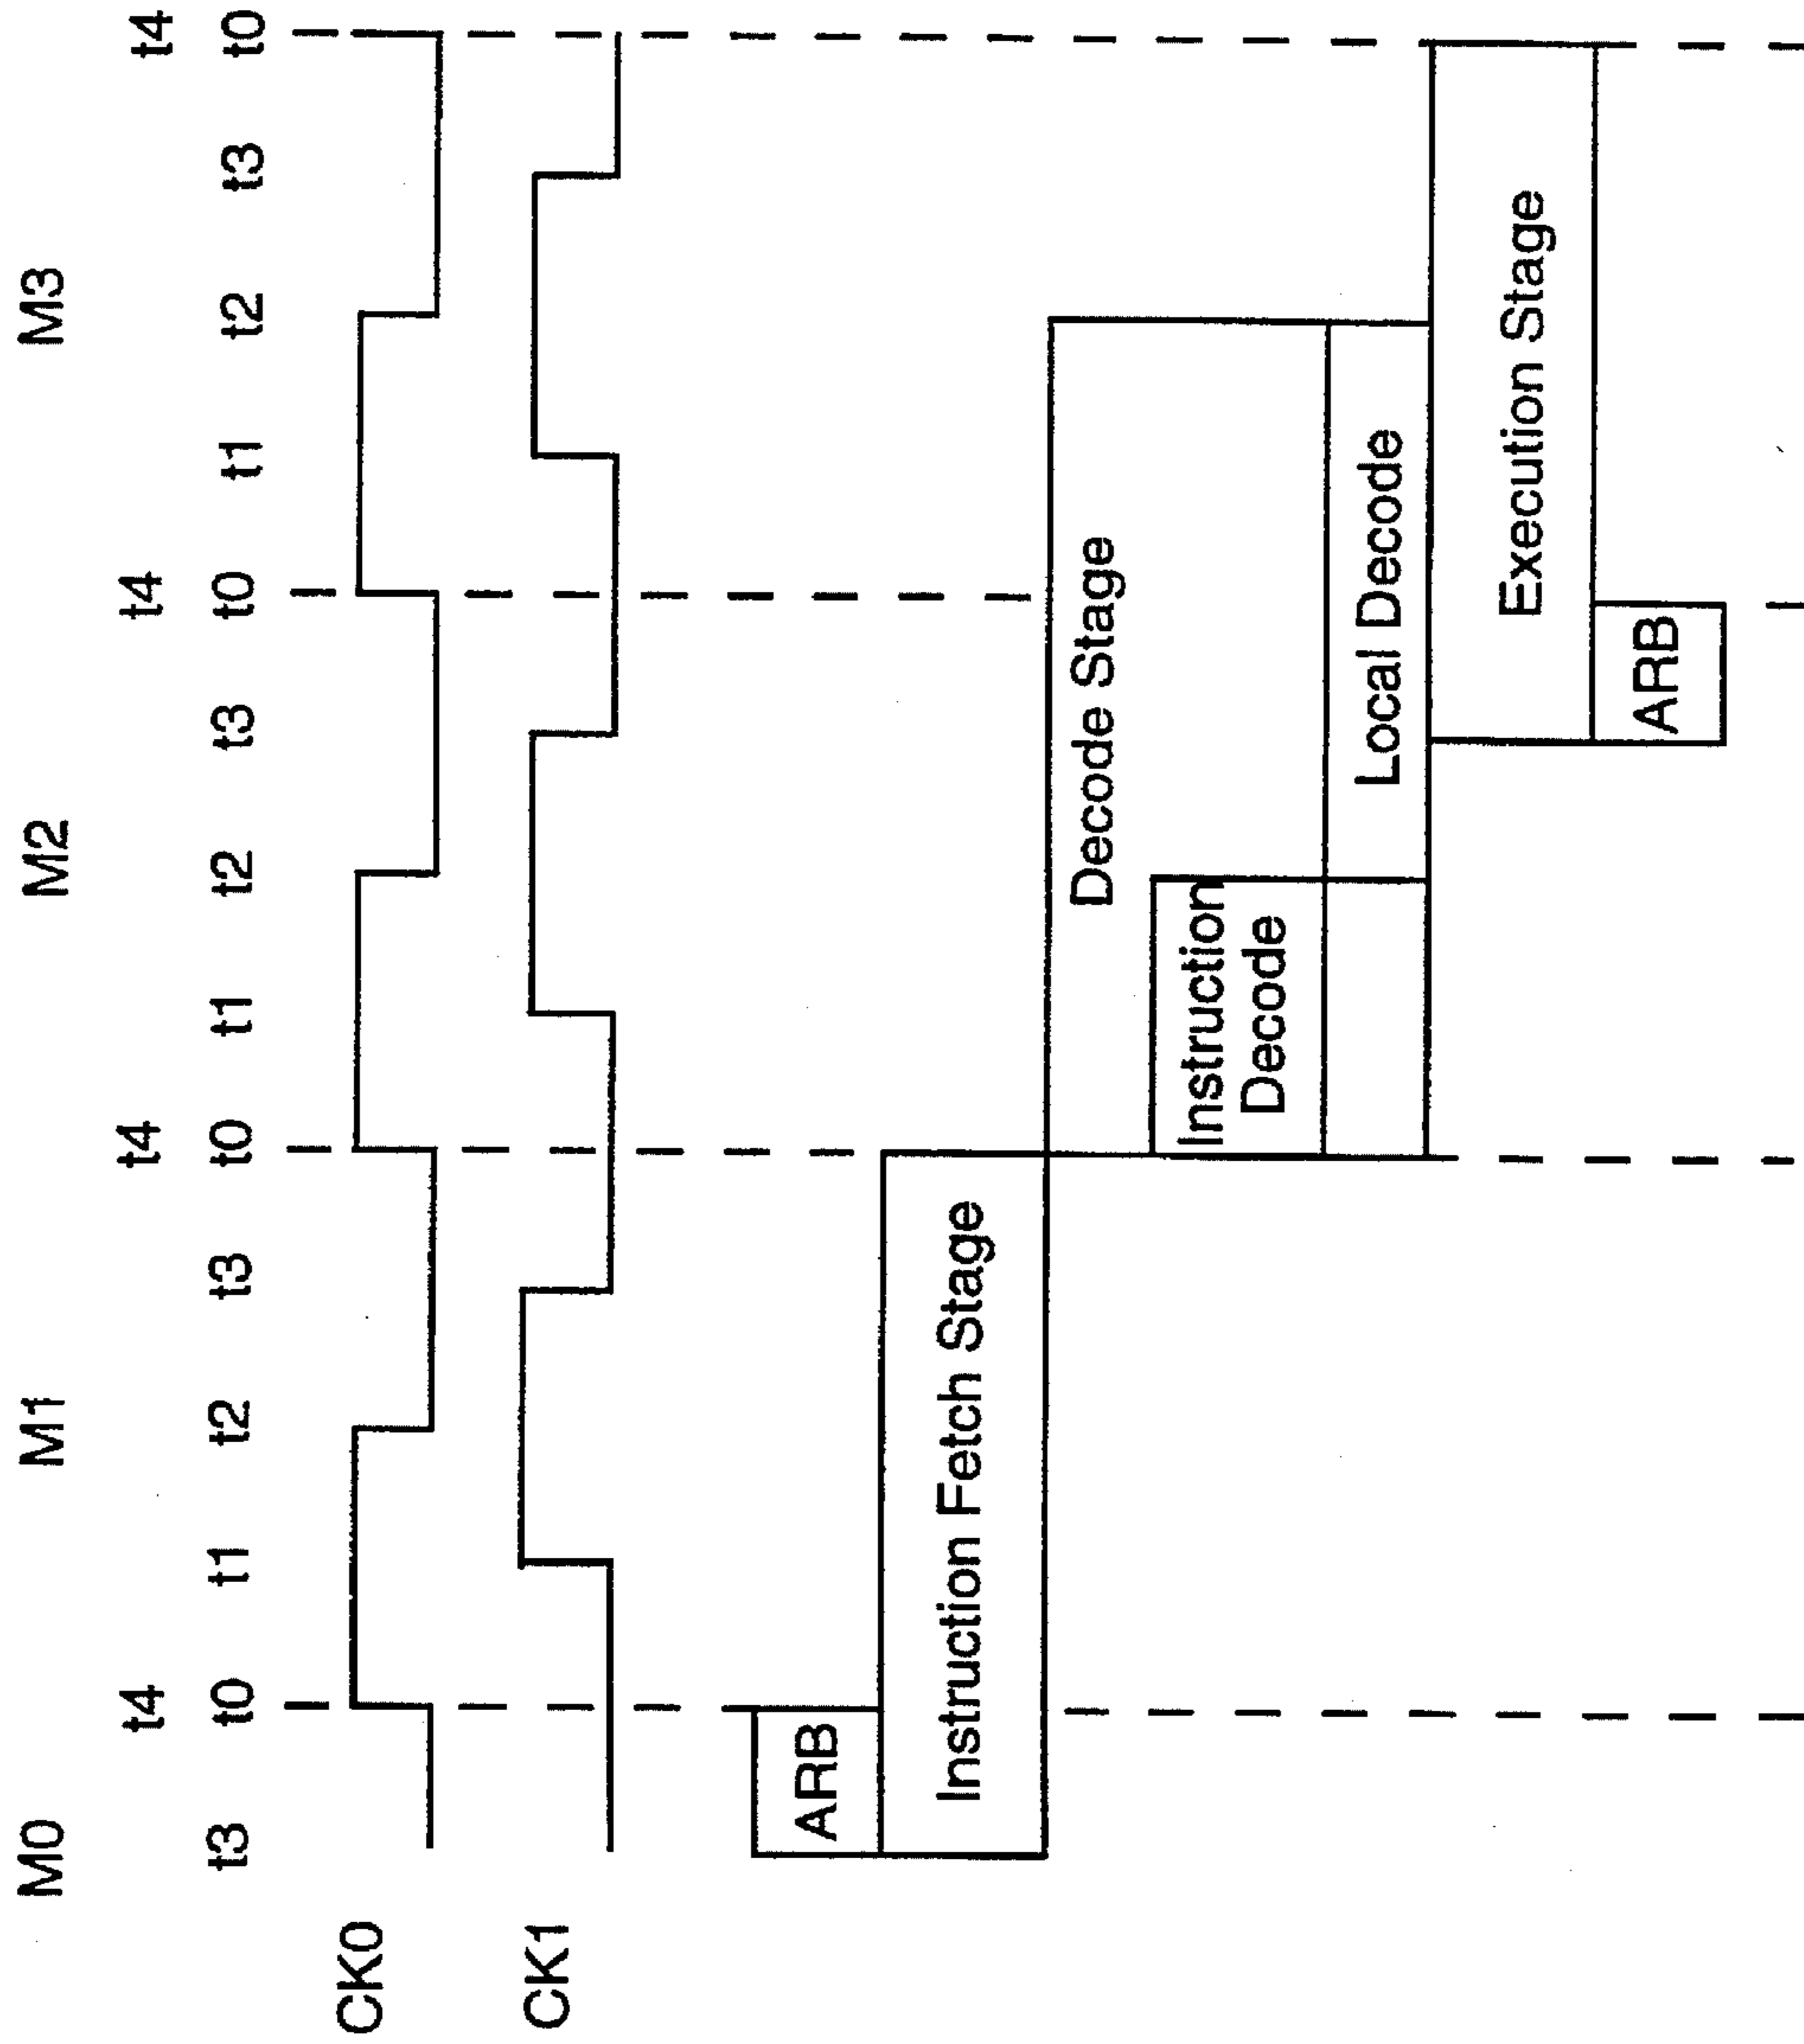 M0 M1 M2 M3
t4 t4 t4 t4
t3 t0 t1 t2 t3 t0 t1 t2 t3 t0 t1 t2 t3 t0
CK0
CK1
ARB
Instruction Fetch Stage
Decode Stage
Instruction
Decode
Local Decode
Execution Stage
ARB